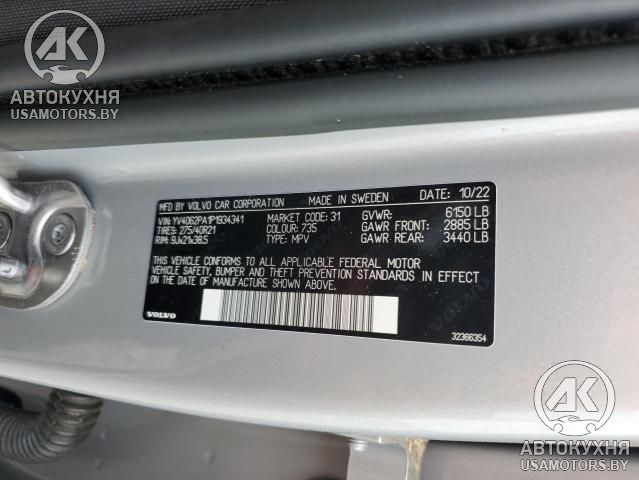 AK
АВТОКУХНЯ
USAMOTORS.BY
MFD BY VOLVO CAR CORPORATION MADE IN SWEDEN DATE: 10/22
VIN: YV4062PA1P1934341 MARKET CODE: 31 GVWR: 6150 LB
TIRES: 275/40R21 COLOUR: 735 GAWR FRONT: 2885 LB
RIM: 9Jx21x38.5 TYPE: MPV GAWR REAR: 3440 LB
THIS VEHICLE CONFORMS TO ALL APPLICABLE FEDERAL MOTOR
VEHICLE SAFETY, BUMPER AND THEFT PREVENTION STANDARDS IN EFFECT
ON THE DATE OF MANUFACTURE SHOWN ABOVE.
VOLVO 32366354
AK
АВТОКУХНЯ
USAMOTORS.BY